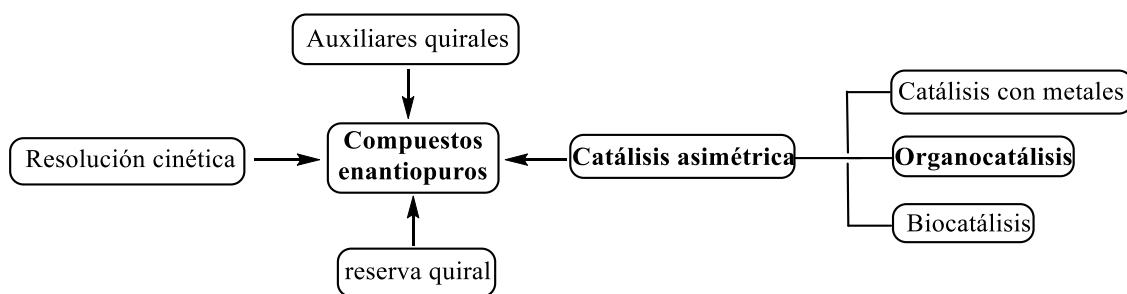 Auxiliares quirales
Catálisis con metales
Resolución cinética
Compuestos
enantiopuros
Catálisis asimétrica
Organocatálisis
Biocatálisis
reserva quiral